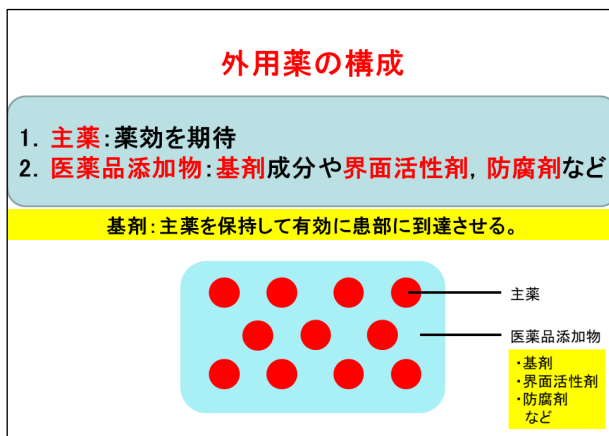 外用薬の構成
1. 主薬：薬効を期待
2. 医薬品添加物：基剤成分や界面活性剤，防腐剤など
基剤：主薬を保持して有効に患部に到達させる。
主薬
医薬品添加物
・基剤
・界面活性剤
・防腐剤
など